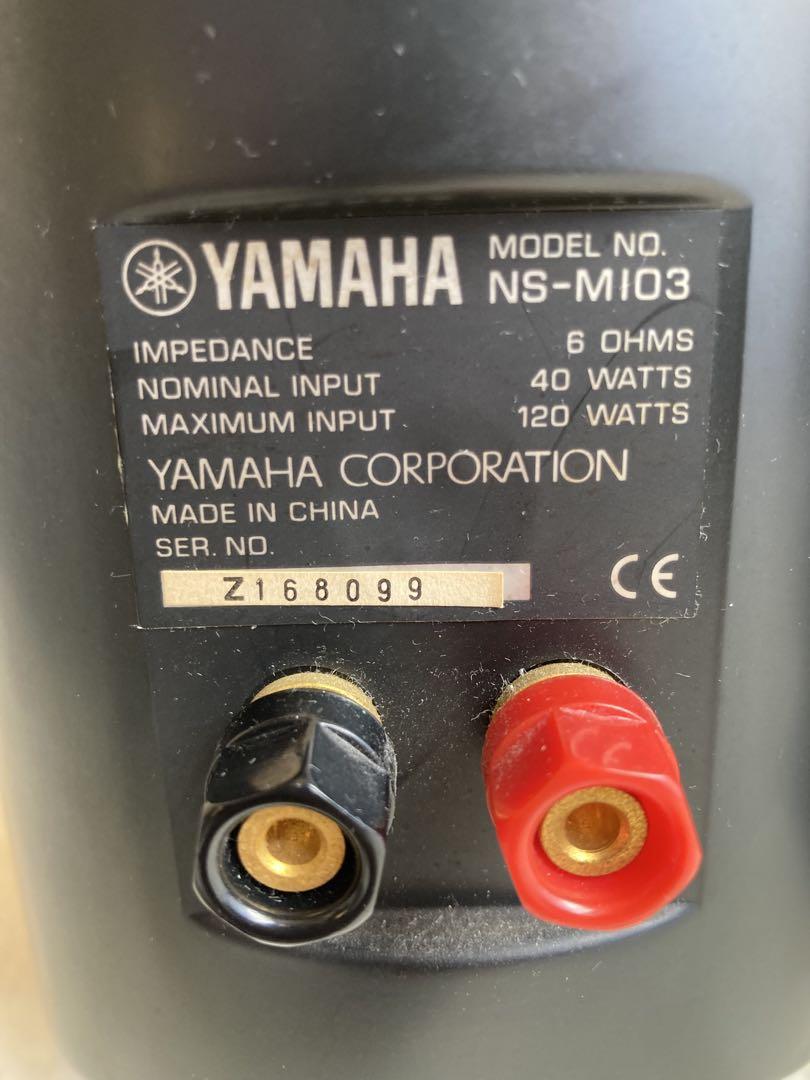 YAMAHA MODEL NO.
NS-M103
IMPEDANCE 6 OHMS
NOMINAL INPUT 40 WATTS
MAXIMUM INPUT 120 WATTS
YAMAHA CORPORATION
MADE IN CHINA
SER. NO.
Z168099
CE